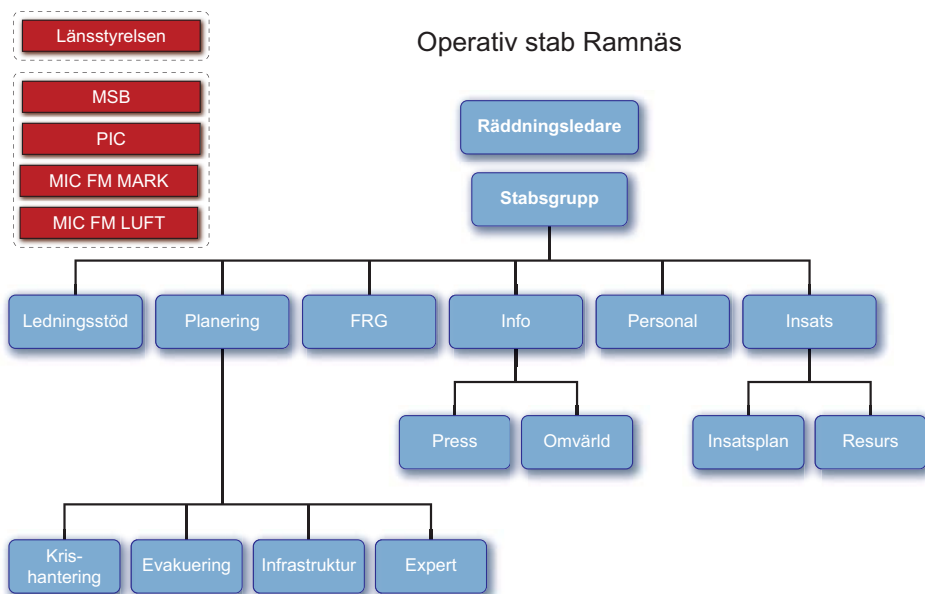 Länsstyrelsen
Operativ stab Ramnäs
MSB
PIC
MIC FM MARK
MIC FM LUFT
Räddningsledare
Stabsgrupp
Ledningsstöd
Planering
FRG
Info
Personal
Insats
Press
Omvärld
Insatsplan
Resurs
Kris-
hantering
Evakuering
Infrastruktur
Expert